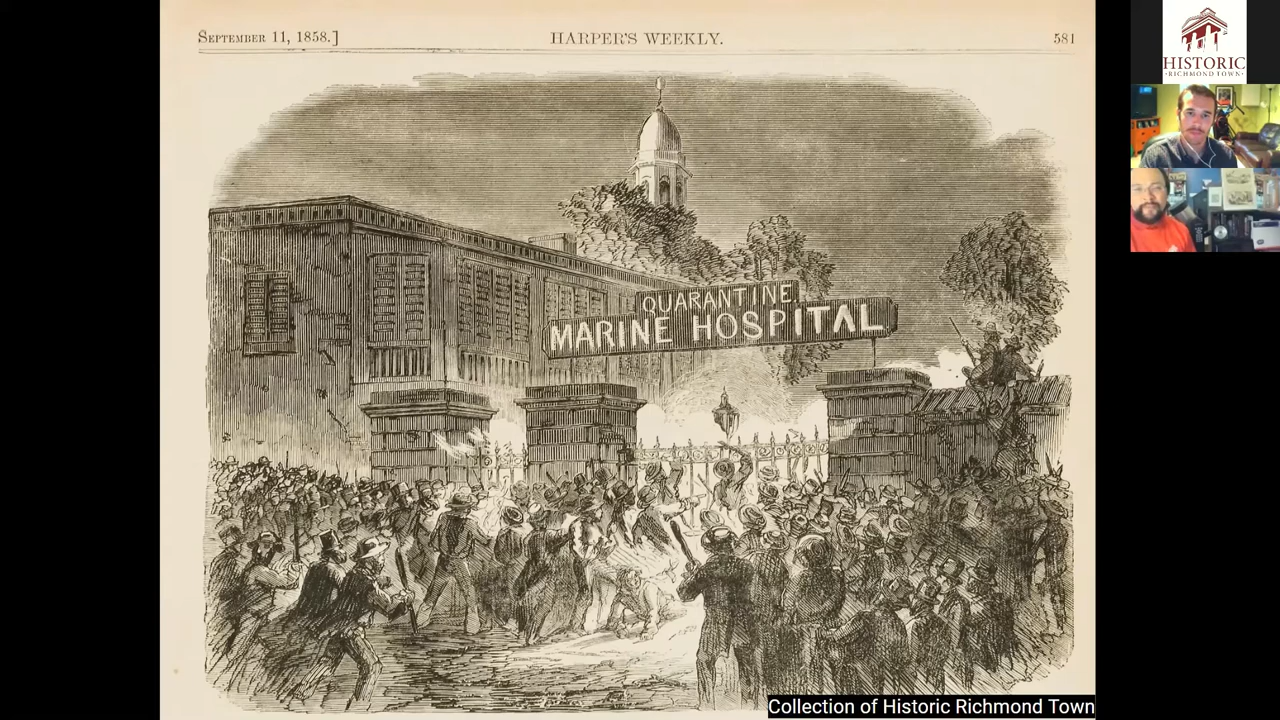 SEPTEMBER 11, 1858.]
HARPER'S WEEKLY.
581
QUARANTINE
MARINE HOSPITAL
Collection of Historic Richmond Town
HISTORIC
·RICHMOND TOWN·